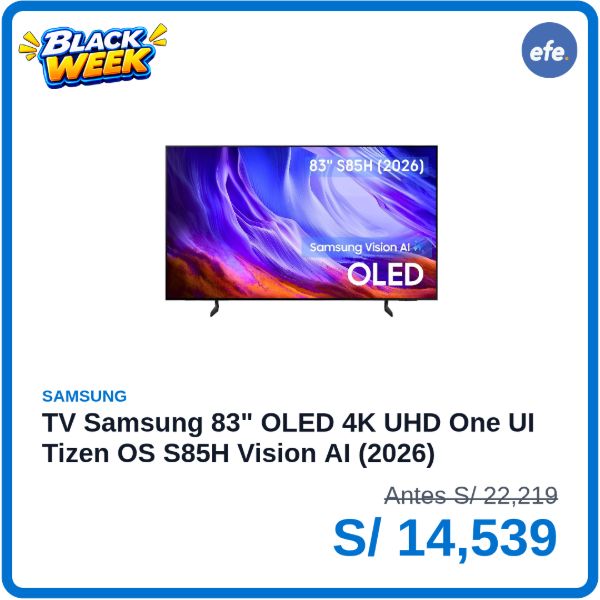 BLACK
WEEK
efe.
83" S85H (2026)
Samsung Vision AI
OLED
SAMSUNG
TV Samsung 83" OLED 4K UHD One UI
Tizen OS S85H Vision AI (2026)
Antes S/ 22,219
S/ 14,539